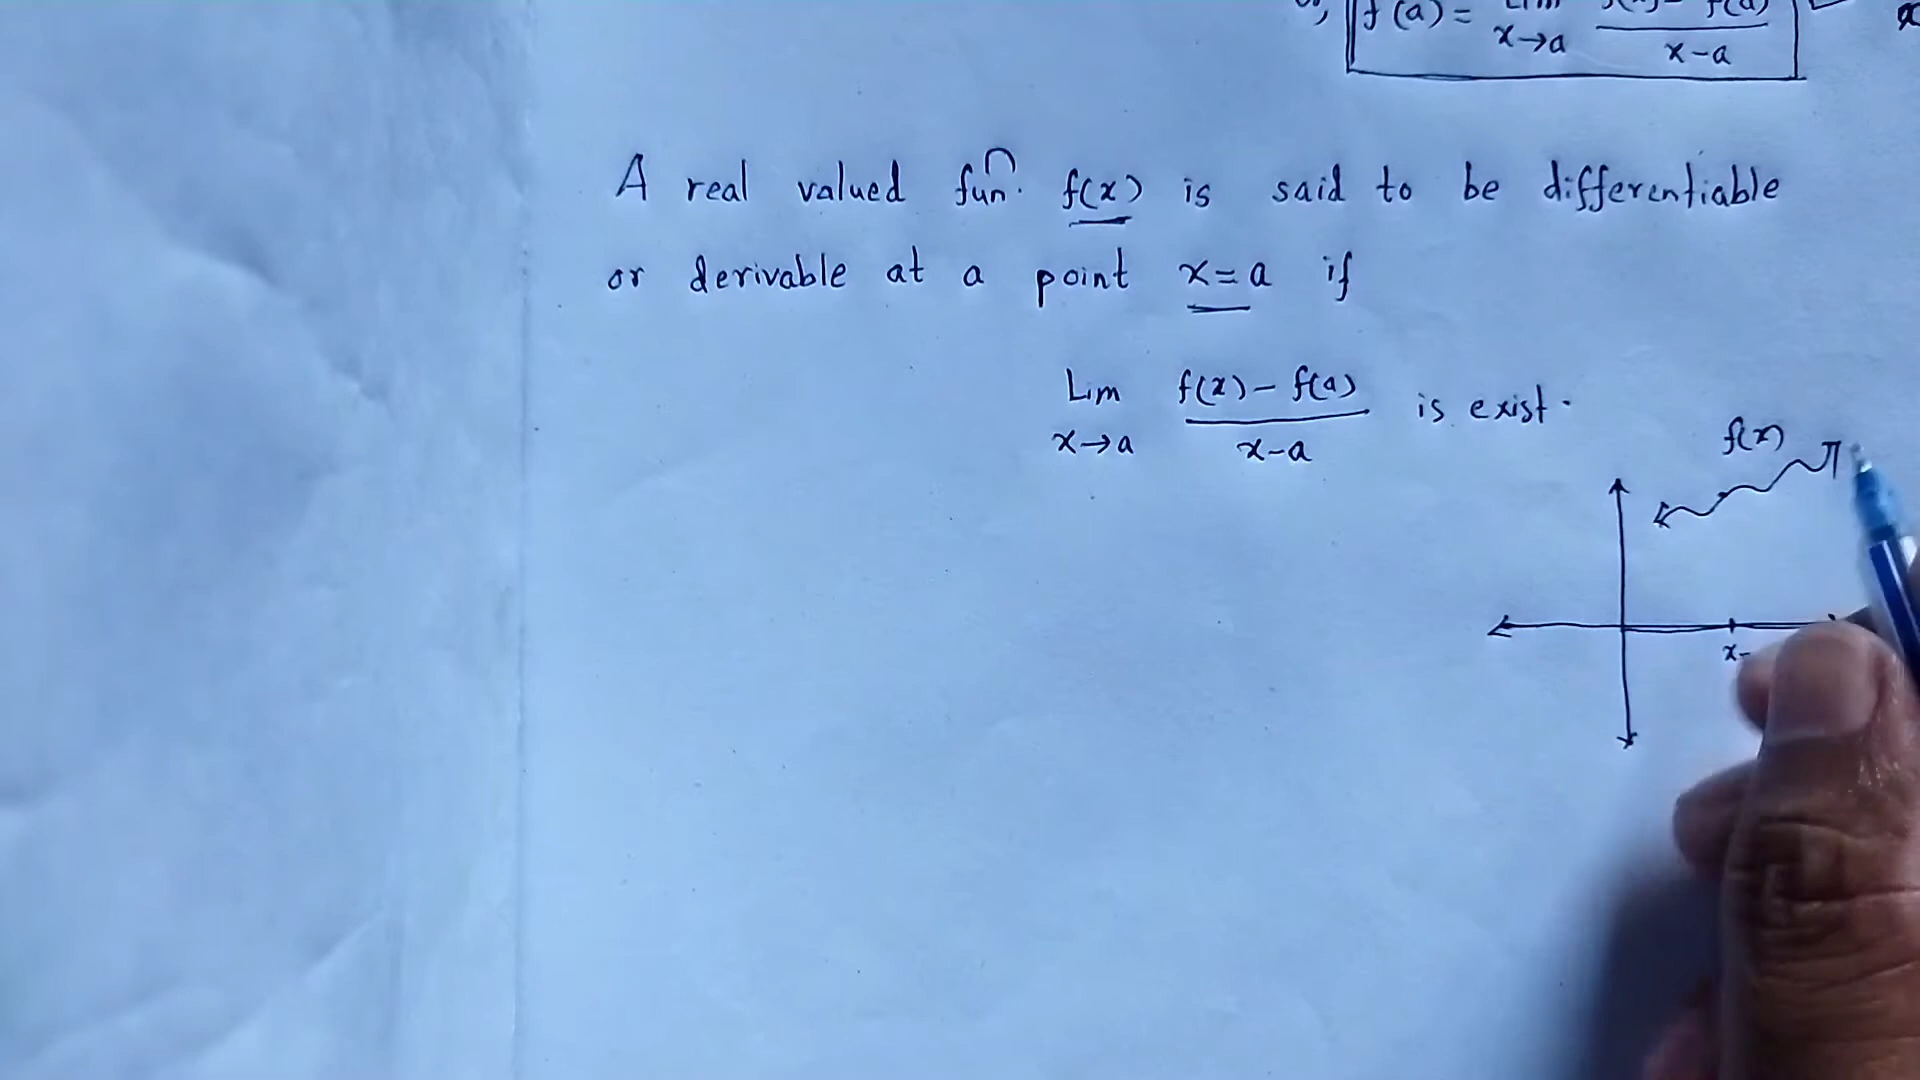 f'(a) = Lim f(x) - f(a)
x→a x-a
A real valued fun. f(x) is said to be differentiable
or derivable at a point x = a if
Lim f(x) - f(a) is exist.
x→a x-a
f(x)
x-